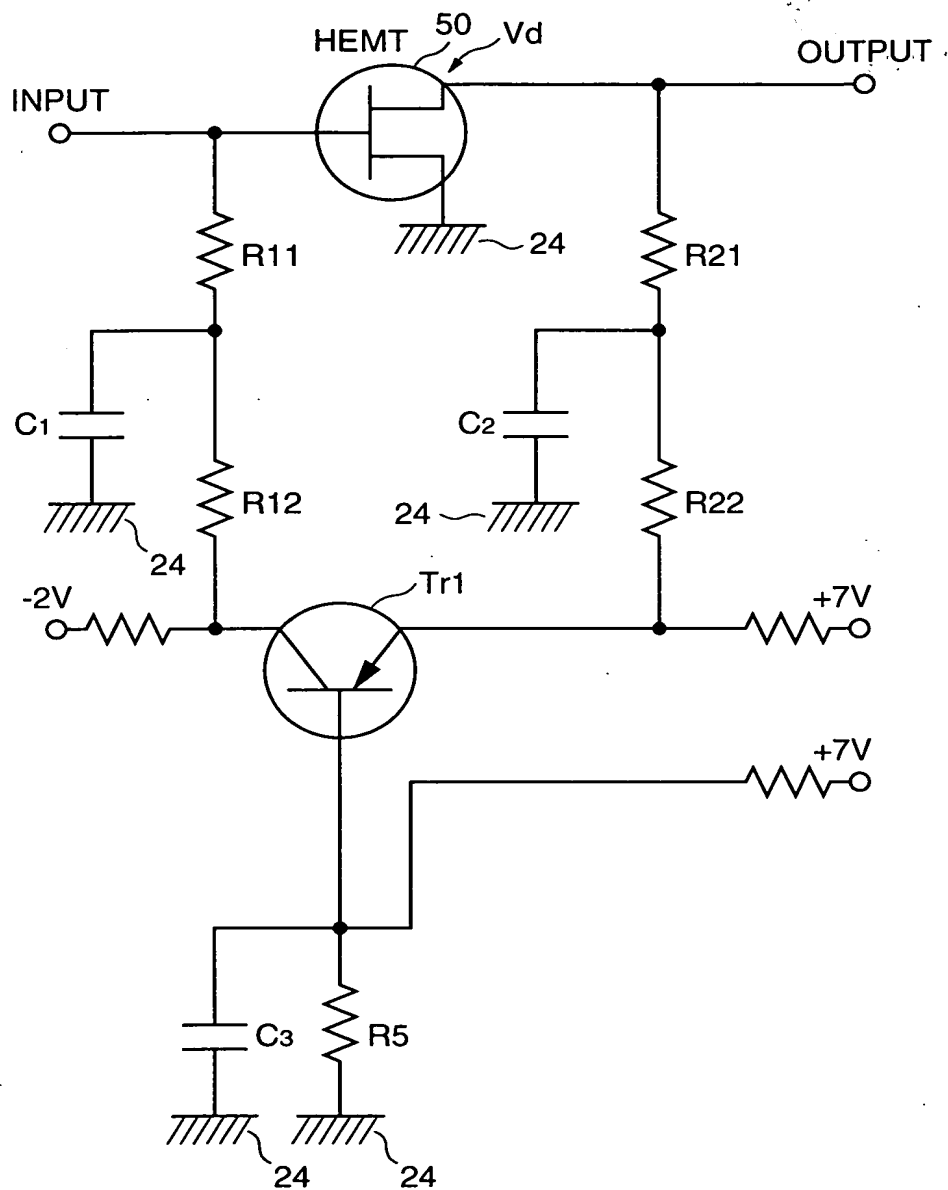 50
HEMT
Vd
OUTPUT
INPUT
24
R11
R21
C1
C2
R12
R22
24
24
Tr1
-2V
+7V
+7V
C3
R5
24
24